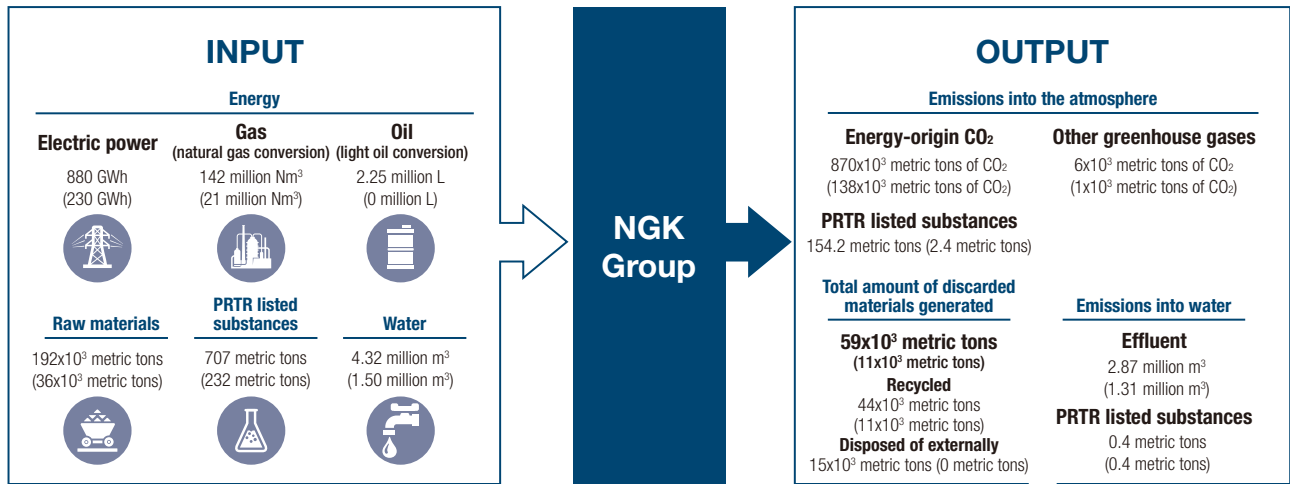 INPUT
Energy
Electric power
880 GWh
(230 GWh)
Gas
(natural gas conversion)
142 million Nm³
(21 million Nm³)
Oil
(light oil conversion)
2.25 million L
(0 million L)
Raw materials
192x10³ metric tons
(36x10³ metric tons)
PRTR listed
substances
707 metric tons
(232 metric tons)
Water
4.32 million m³
(1.50 million m³)
NGK
Group
OUTPUT
Emissions into the atmosphere
Energy-origin CO₂
870x10³ metric tons of CO₂
(138x10³ metric tons of CO₂)
Other greenhouse gases
6x10³ metric tons of CO₂
(1x10³ metric tons of CO₂)
PRTR listed substances
154.2 metric tons (2.4 metric tons)
Total amount of discarded
materials generated
59x10³ metric tons
(11x10³ metric tons)
Recycled
44x10³ metric tons
(11x10³ metric tons)
Disposed of externally
15x10³ metric tons (0 metric tons)
Emissions into water
Effluent
2.87 million m³
(1.31 million m³)
PRTR listed substances
0.4 metric tons
(0.4 metric tons)